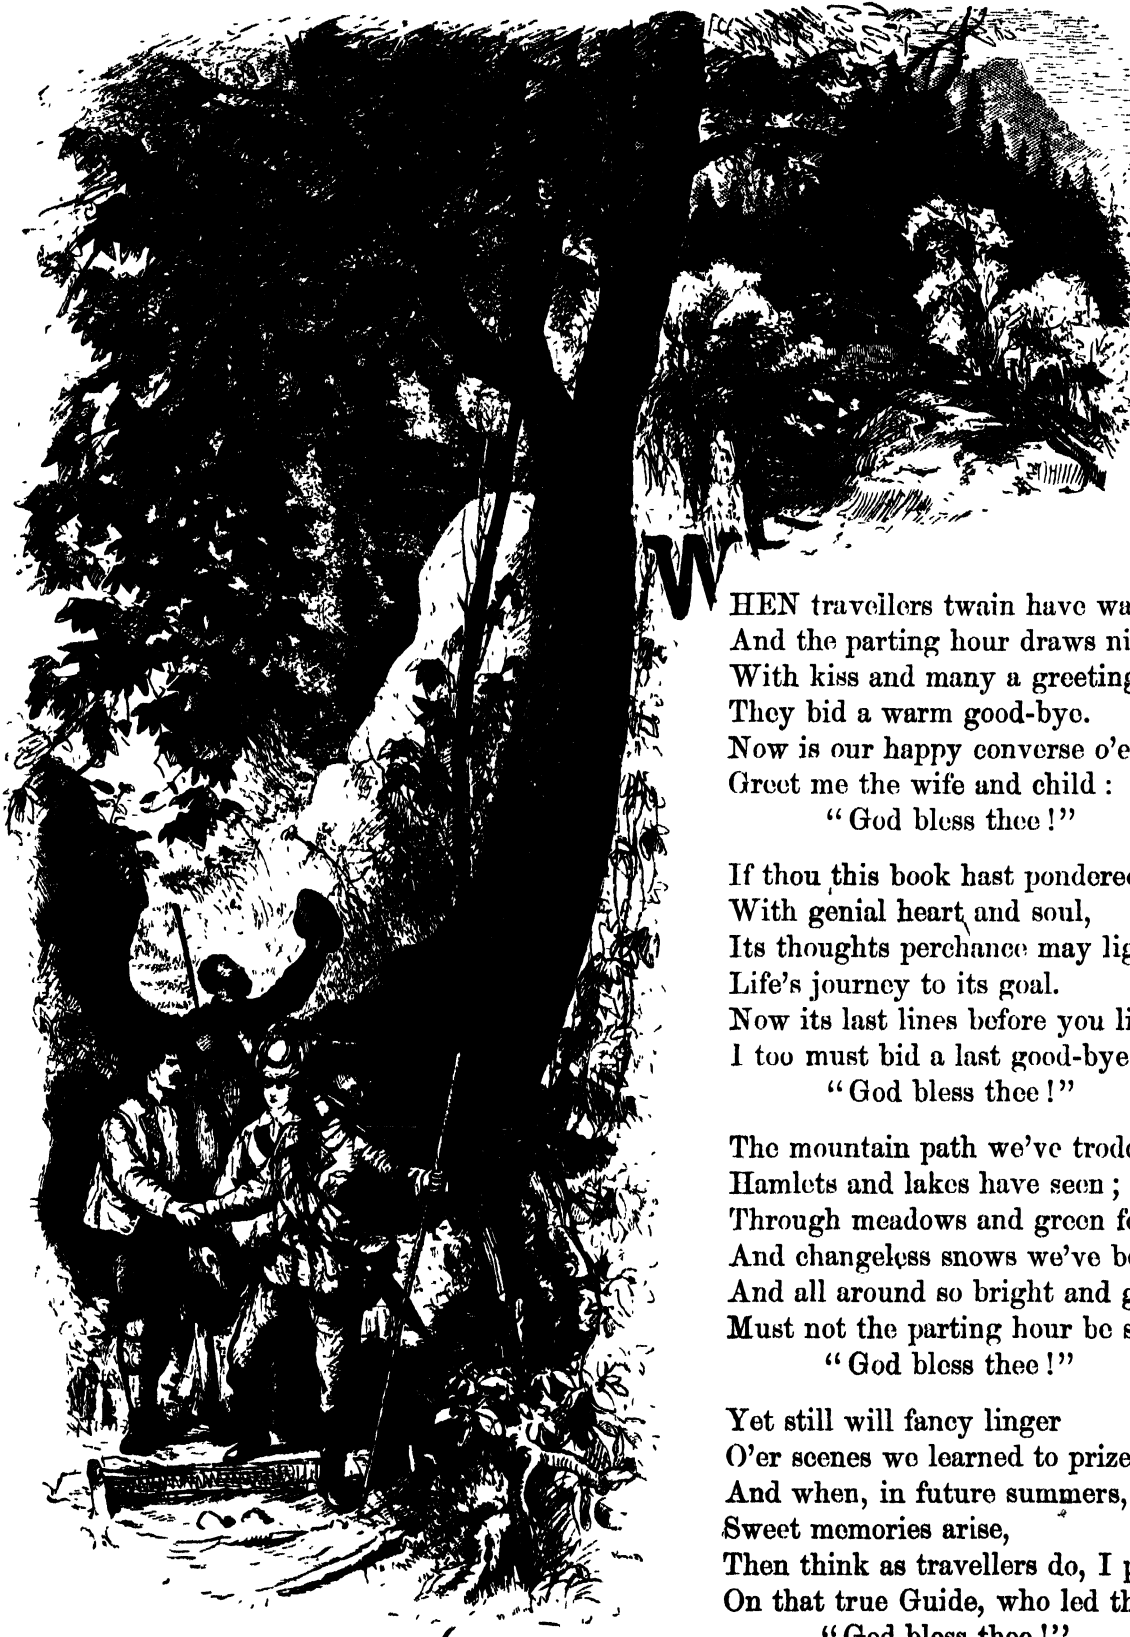 WHEN travellers twain have wa
And the parting hour draws ni
With kiss and many a greeting
They bid a warm good-bye.
Now is our happy converse o'e
Greet me the wife and child :
“ God bless thee ! ”
If thou this book hast pondere
With genial heart and soul,
Its thoughts perchance may lig
Life's journey to its goal.
Now its last lines before you li
I too must bid a last good-bye
“ God bless thee ! ”
The mountain path we've trodd
Hamlets and lakes have seen ;
Through meadows and green f
And changeless snows we've b
And all around so bright and g
Must not the parting hour be s
“ God bless thee ! ”
Yet still will fancy linger
O'er scenes we learned to prize
And when, in future summers,
Sweet memories arise,
Then think as travellers do, I p
On that true Guide, who led th
“ God bless thee ! ”